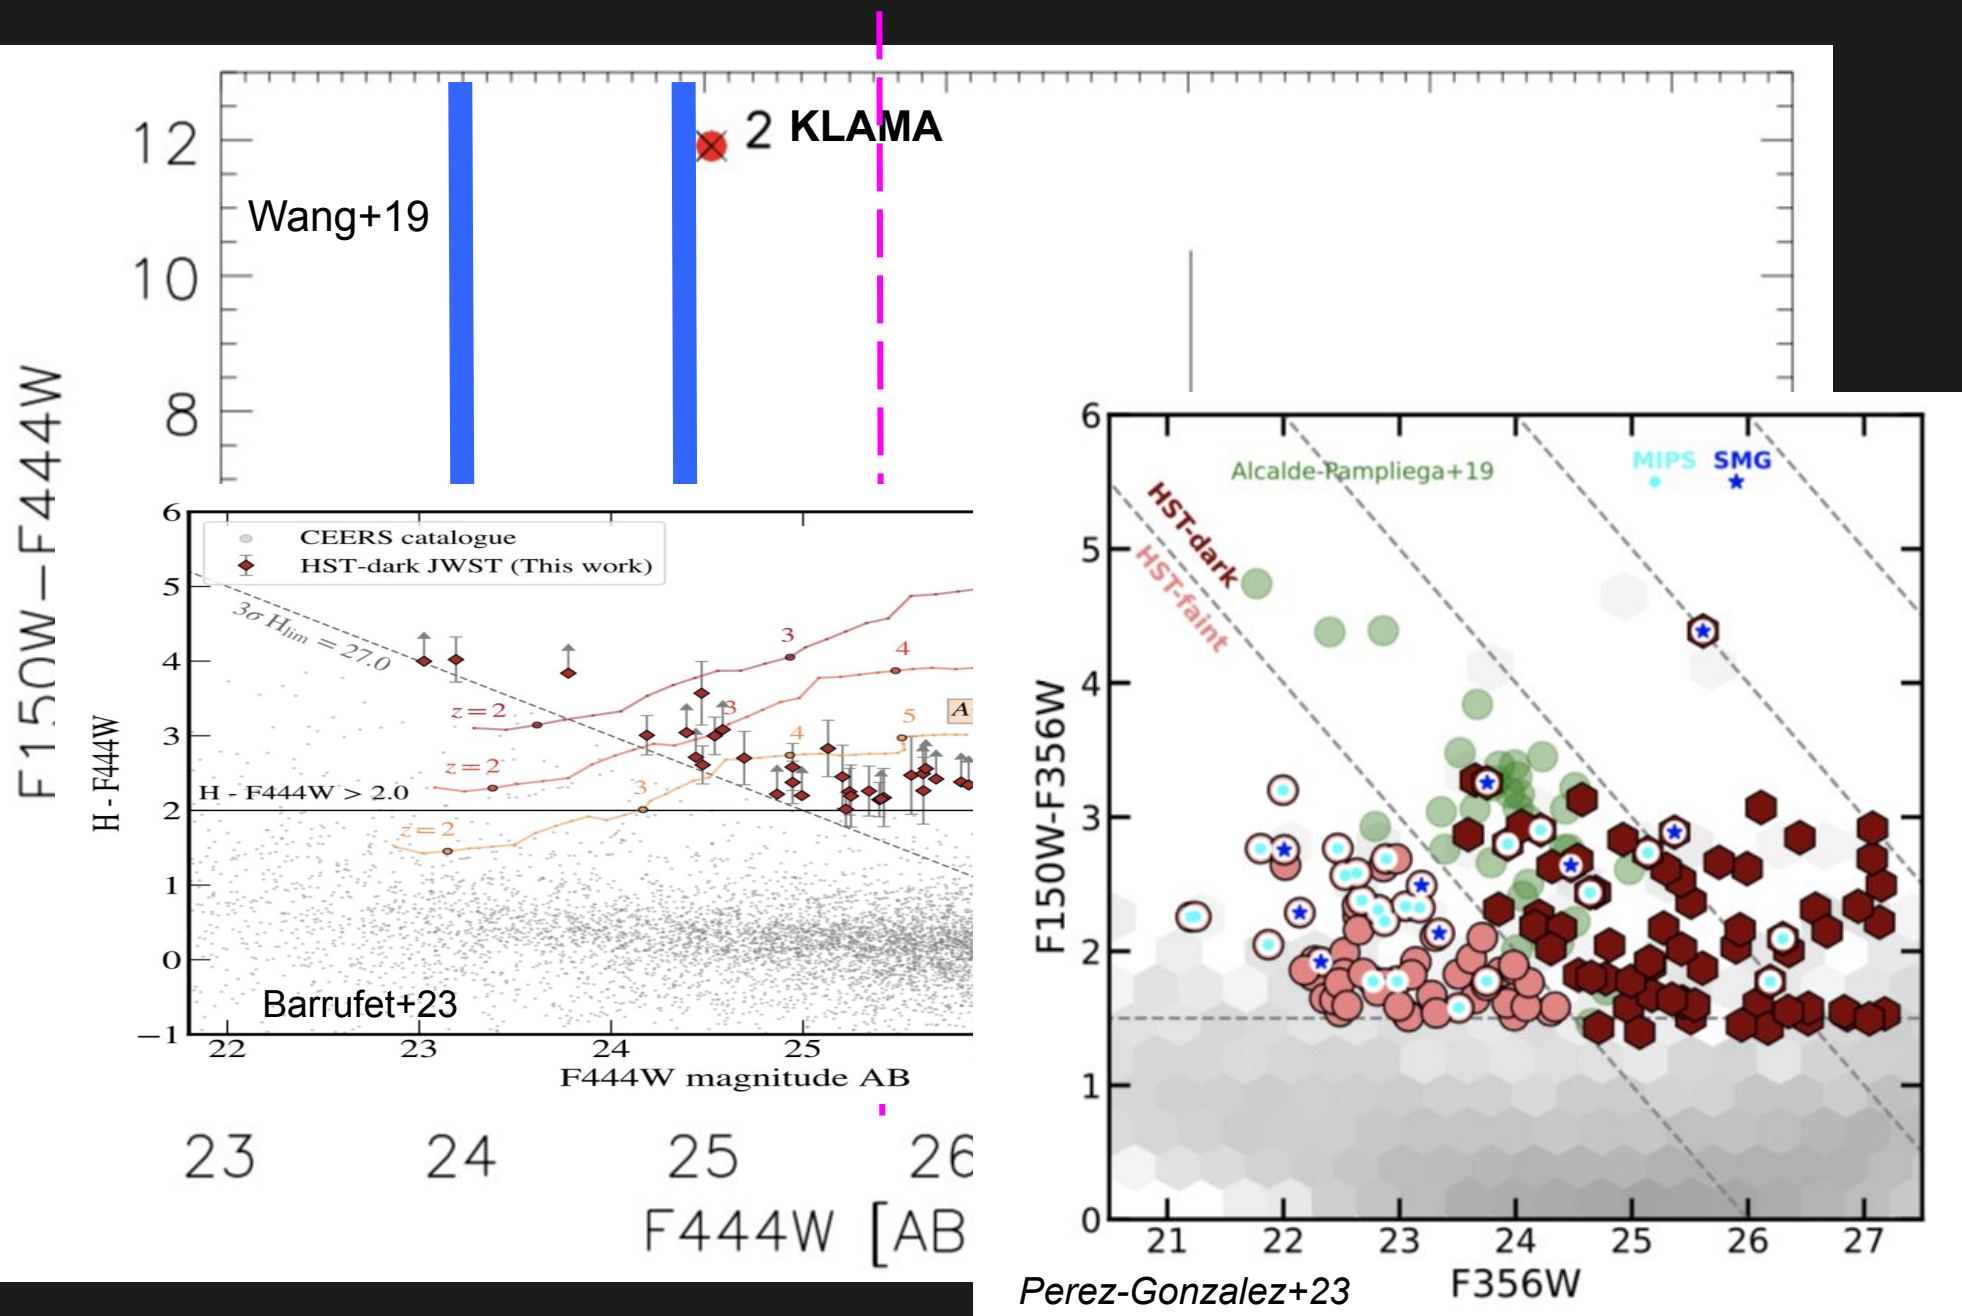 12
2 KLAMA
Wang+19
10
8
F150W−F444W
6
5
4
3
2
1
0
−1
H - F444W
CEERS catalogue
HST-dark JWST (This work)
3σ Hlim = 27.0
3
4
z=2
3
5
A
4
z=2
H - F444W > 2.0
3
z=2
Barrufet+23
22 23 24 25
F444W magnitude AB
23 24 25 26
F444W [AB
6
5
4
3
2
1
0
F150W-F356W
Alcalde-Pampliega+19
MIPS SMG
HST-dark
HST-faint
21 22 23 24 25 26 27
F356W
Perez-Gonzalez+23